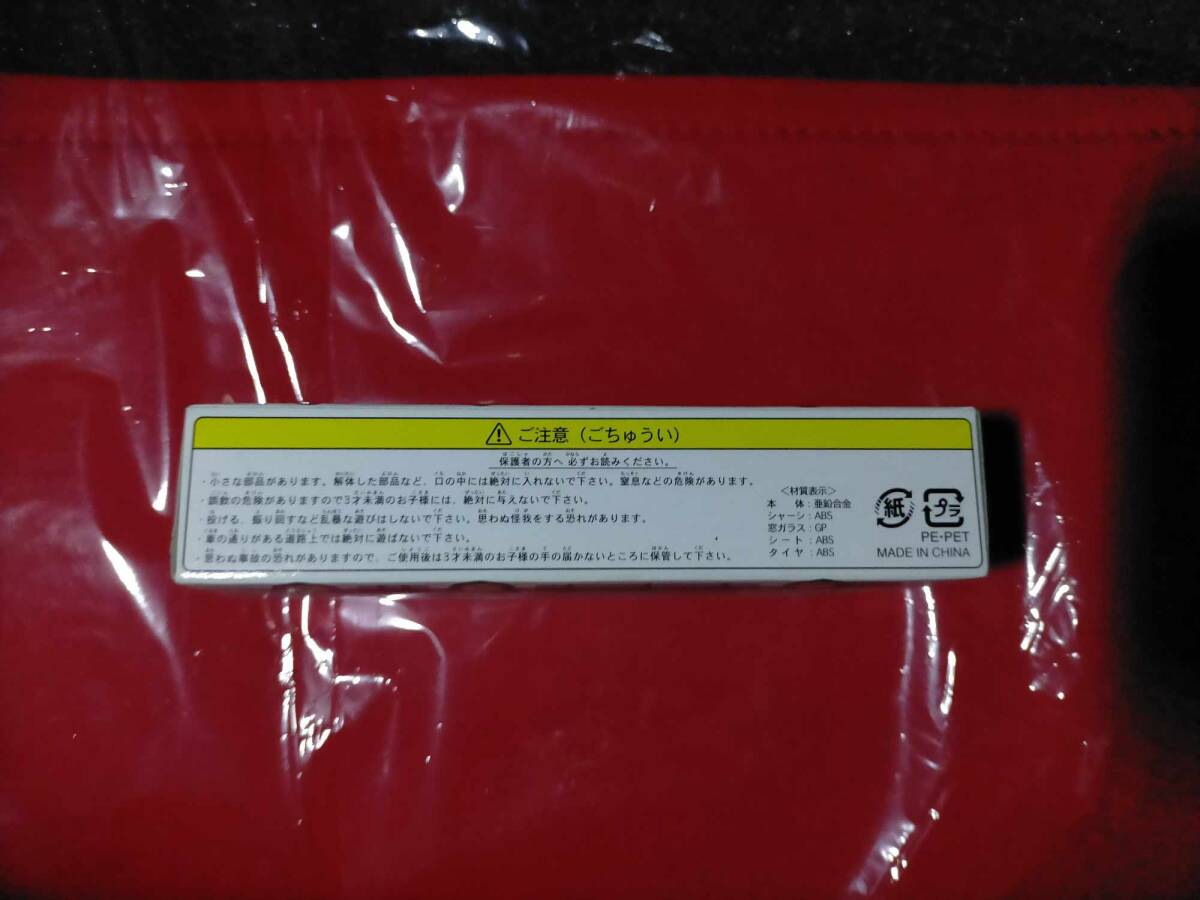 ご注意（ごちゅうい）
保護者の方へ 必ずお読みください。
・小さな部品があります。解体した部品など、口の中には絶対に入れないで下さい。窒息などの危険があります。
・誤飲の危険がありますので3才未満のお子様には、絶対に与えないで下さい。
・投げる、振り回すなど乱暴な遊びはしないで下さい。思わぬ怪我をする恐れがあります。
・車の通りがある道路上では絶対に遊ばないで下さい。
・思わぬ事故の恐れがありますので、ご使用後は3才未満のお子様の手の届かないところに保管して下さい。
＜材質表示＞
本　体：亜鉛合金
シャーシ：ABS
窓ガラス：GP
シート：ABS
タイヤ：ABS
紙 プラ
PE・PET
MADE IN CHINA